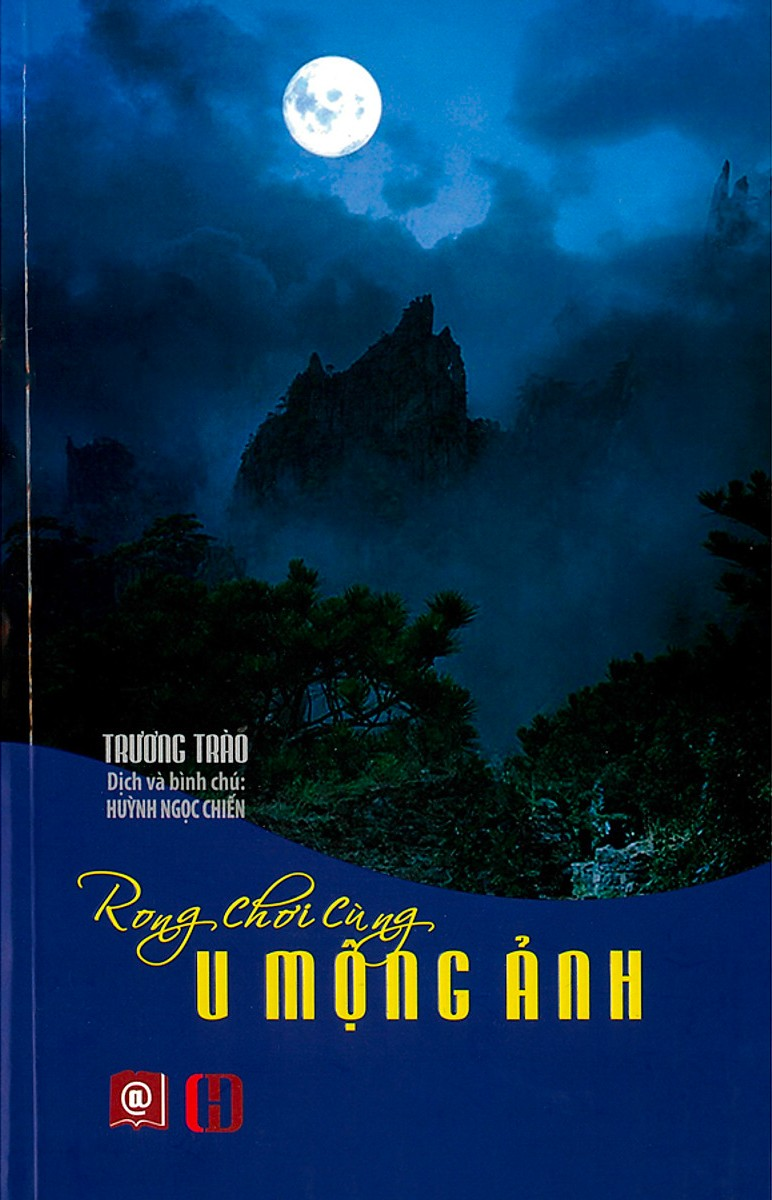 TRƯƠNG TRÀO
Dịch và bình chú:
HUỲNH NGỌC CHIẾN
Rong chơi cùng
U MỘNG ẢNH
@